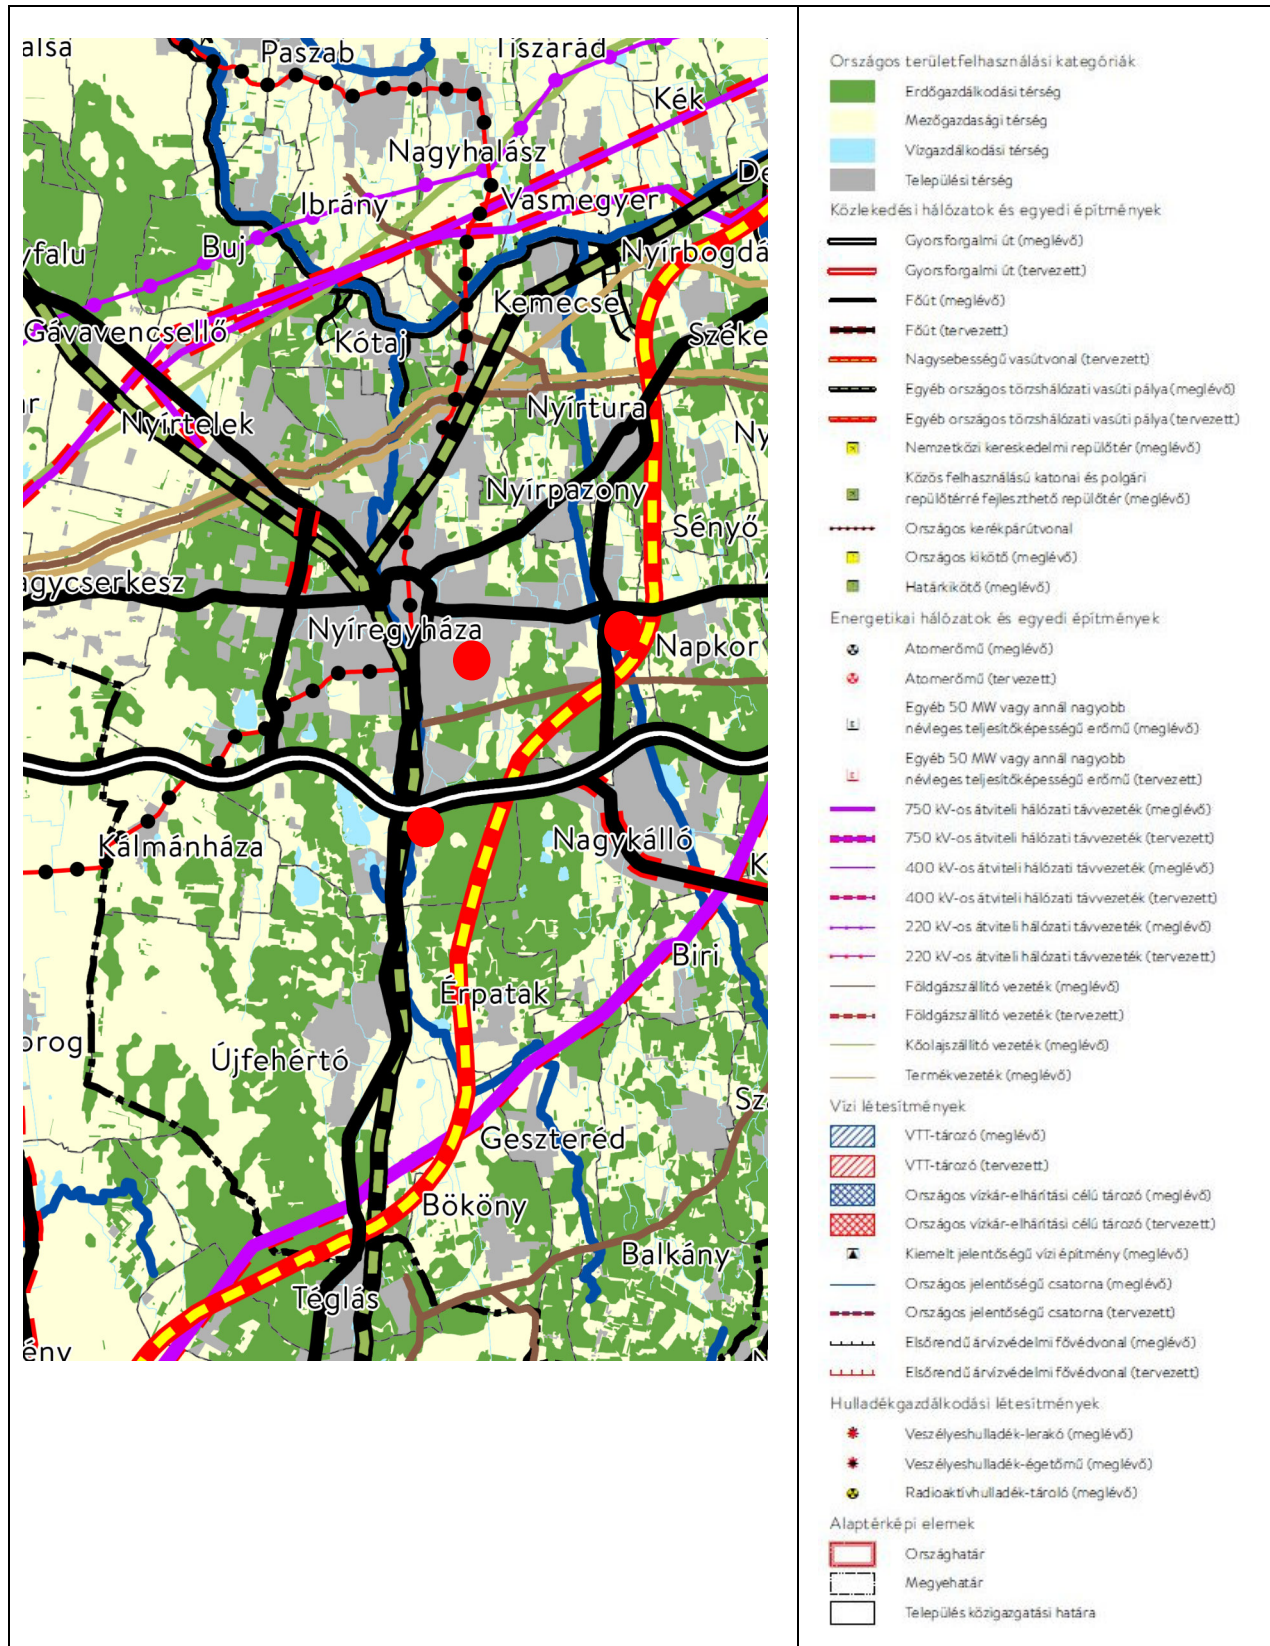 alsa
Paszab
Tiszarád
Kék
Nagyhalász
De
Ibrány
Vasmegyer
Buj
yfalu
Nyírbogdá
Kemecse
Gávavencsellő
Kótaj
Széke
ar
Nyírtelek
Nyírtura
Ny
Nyírpazony
Sényő
agycserkesz
Nyíregyháza
Napkor
Kálmánháza
Nagykálló
K
Biri
Érpatak
orog
Újfehértó
Sz
Geszteréd
Bököny
Balkány
Téglás
ény
N
Országos területfelhasználási kategóriák
Erdőgazdálkodási térség
Mezőgazdasági térség
Vízgazdálkodási térség
Települési térség
Közlekedési hálózatok és egyedi építmények
Gyorsforgalmi út (meglévő)
Gyorsforgalmi út (tervezett)
Főút (meglévő)
Főút (tervezett)
Nagysebességű vasútvonal (tervezett)
Egyéb országos törzshálózati vasúti pálya (meglévő)
Egyéb országos törzshálózati vasúti pálya (tervezett)
Nemzetközi kereskedelmi repülőtér (meglévő)
Közös felhasználású katonai és polgári
repülőtérré fejleszthető repülőtér (meglévő)
Országos kerékpárútvonal
Országos kikötő (meglévő)
Határkikötő (meglévő)
Energetikai hálózatok és egyedi építmények
Atomerőmű (meglévő)
Atomerőmű (tervezett)
Egyéb 50 MW vagy annál nagyobb
névleges teljesítőképességű erőmű (meglévő)
Egyéb 50 MW vagy annál nagyobb
névleges teljesítőképességű erőmű (tervezett)
750 kV-os átviteli hálózati távvezeték (meglévő)
750 kV-os átviteli hálózati távvezeték (tervezett)
400 kV-os átviteli hálózati távvezeték (meglévő)
400 kV-os átviteli hálózati távvezeték (tervezett)
220 kV-os átviteli hálózati távvezeték (meglévő)
220 kV-os átviteli hálózati távvezeték (tervezett)
Földgázszállító vezeték (meglévő)
Földgázszállító vezeték (tervezett)
Kőolajszállító vezeték (meglévő)
Termékvezeték (meglévő)
Vízi létesítmények
VTT-tározó (meglévő)
VTT-tározó (tervezett)
Országos vízkár-elhárítási célú tározó (meglévő)
Országos vízkár-elhárítási célú tározó (tervezett)
Kiemelt jelentőségű vízi építmény (meglévő)
Országos jelentőségű csatorna (meglévő)
Országos jelentőségű csatorna (tervezett)
Elsőrendű árvízvédelmi fővédvonal (meglévő)
Elsőrendű árvízvédelmi fővédvonal (tervezett)
Hulladékgazdálkodási létesítmények
Veszélyeshulladék-lerakó (meglévő)
Veszélyeshulladék-égetőmű (meglévő)
Radioaktívhulladék-tároló (meglévő)
Alaptérképi elemek
Országhatár
Megyehatár
Település közigazgatási határa